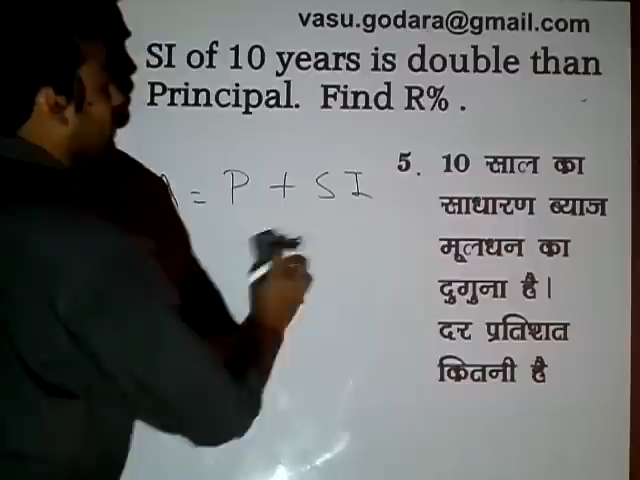 vasu.godara@gmail.com
SI of 10 years is double than
Principal. Find R% .
= P + SI
5. 10 साल का
साधारण ब्याज
मूलधन का
दुगुना है।
दर प्रतिशत
कितनी है